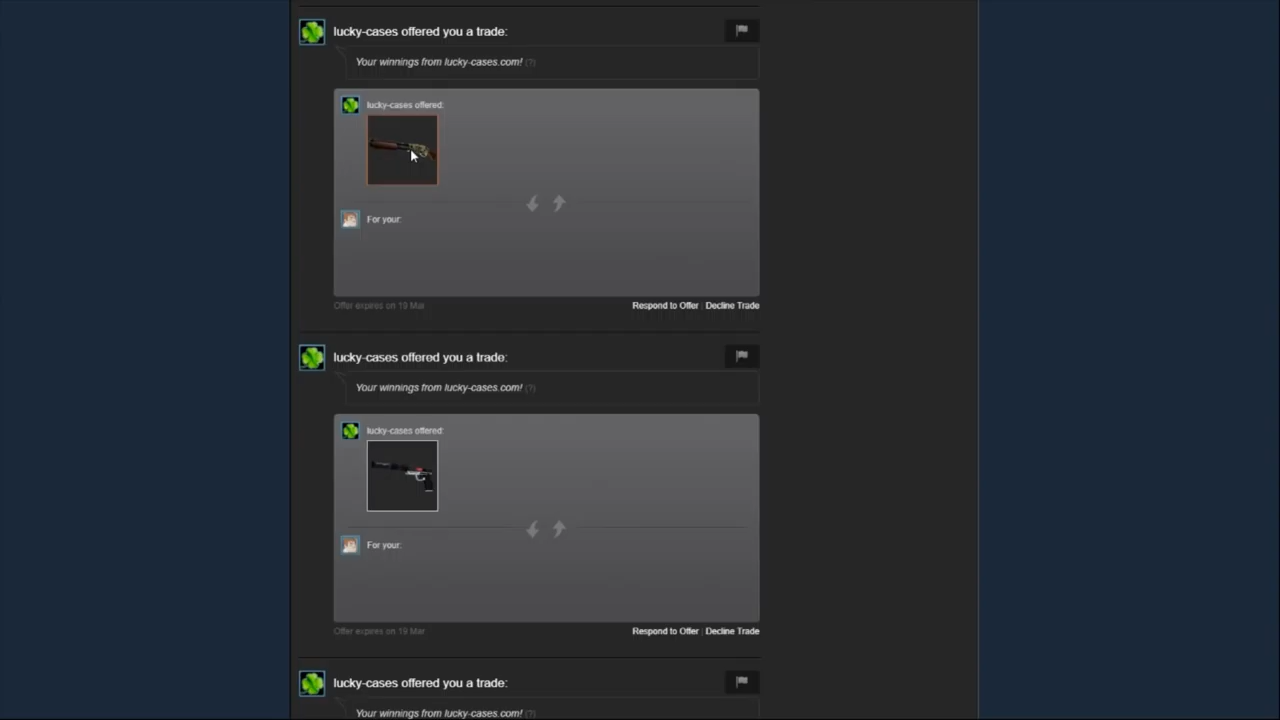 lucky-cases offered you a trade:
Your winnings from lucky-cases.com! (?)
lucky-cases offered:
For your:
Offer expires on 19 Mar
Respond to Offer | Decline Trade
lucky-cases offered you a trade:
Your winnings from lucky-cases.com! (?)
lucky-cases offered:
For your:
Offer expires on 19 Mar
Respond to Offer | Decline Trade
lucky-cases offered you a trade:
Your winnings from lucky-cases.com! (?)